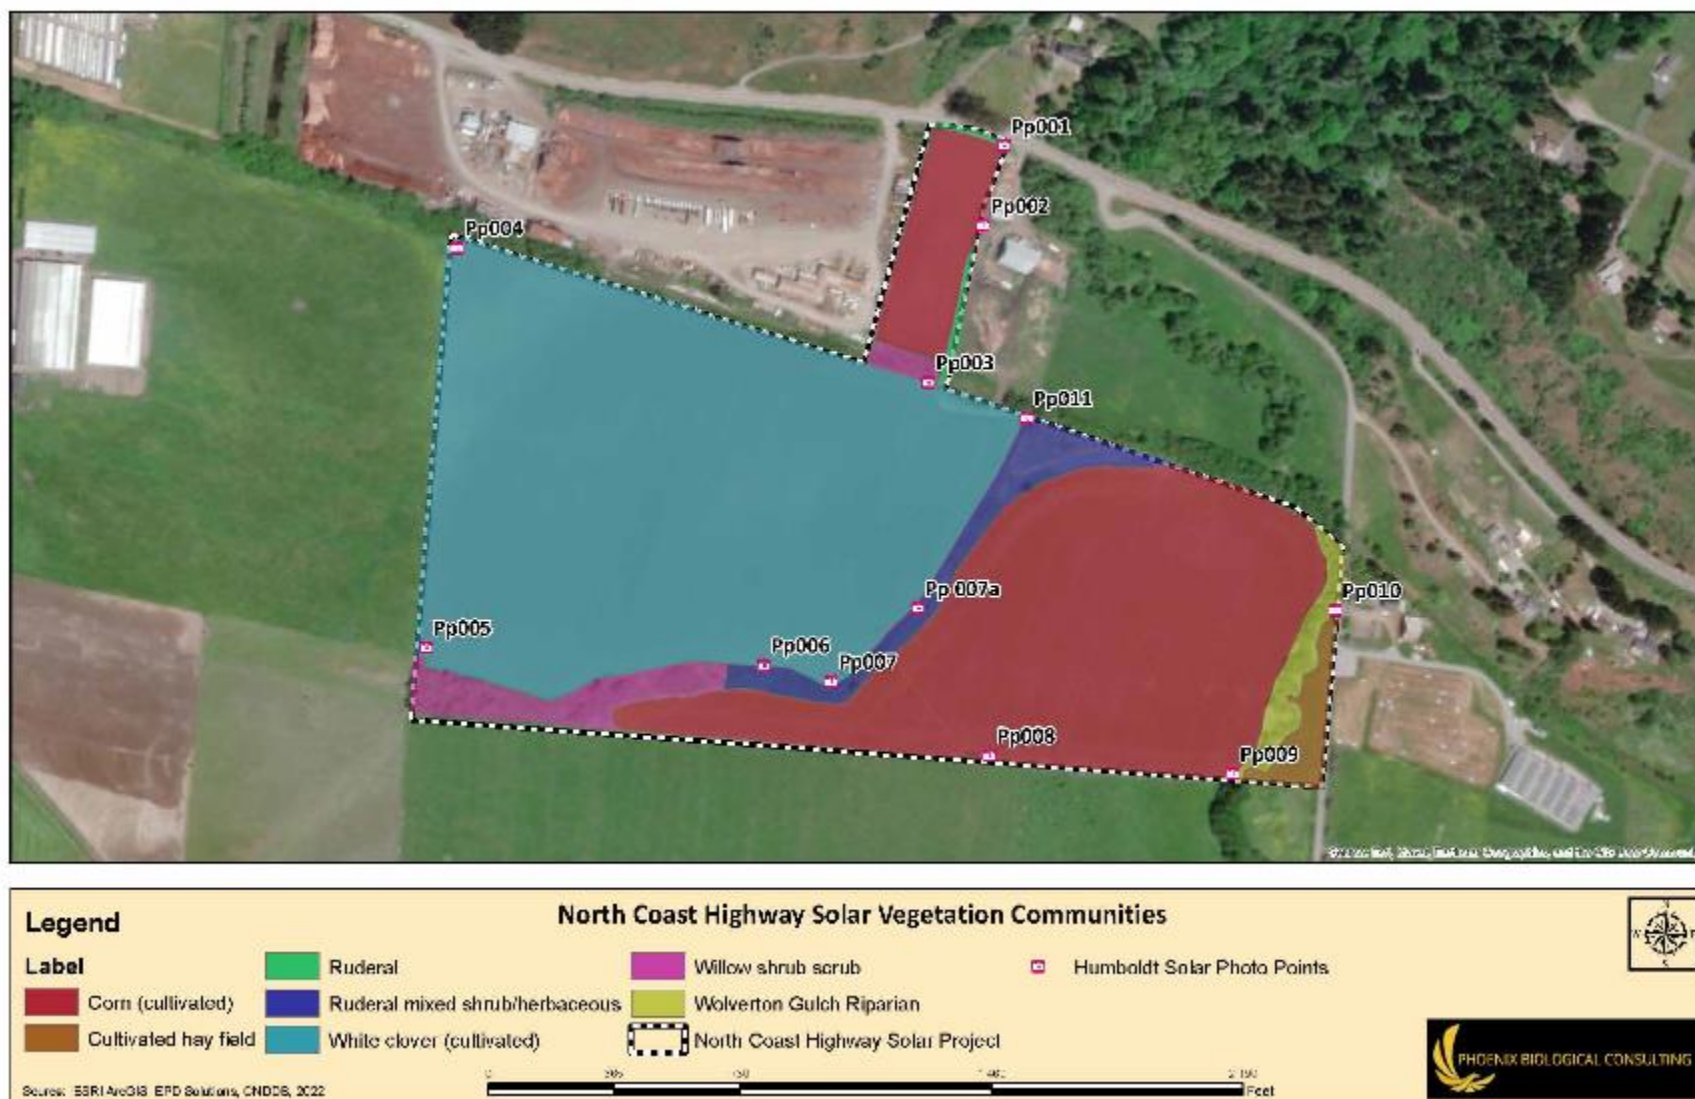 Pp001
Pp002
Pp004
Pp003
Pp011
Pp 007a
Pp010
Pp005
Pp006
Pp007
Pp008
Pp009
North Coast Highway Solar Vegetation Communities
Legend
Label
Corn (cultivated)
Cultivated hay field
Ruderal
Ruderal mixed shrub/herbaceous
White clover (cultivated)
Willow shrub scrub
Wolverton Gulch Riparian
North Coast Highway Solar Project
Humboldt Solar Photo Points
N
W
S
Source: ESRI ArcGIS, EPD Solutions, CNDDB, 2022
0
Feet
PHOENIX BIOLOGICAL CONSULTING